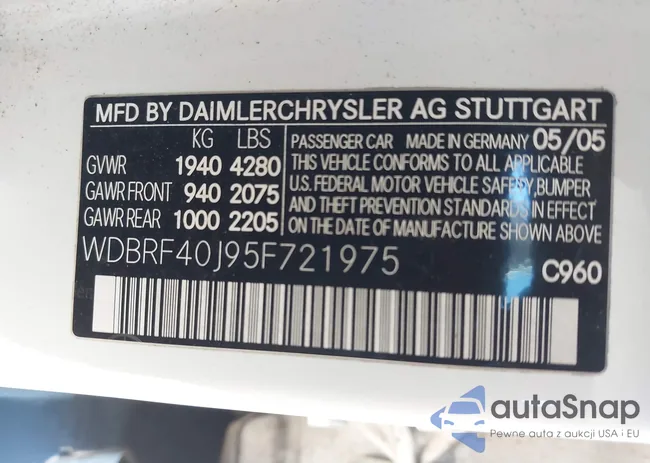 MFD BY DAIMLERCHRYSLER AG STUTTGART
KG LBS
GVWR 1940 4280
GAWR FRONT 940 2075
GAWR REAR 1000 2205
PASSENGER CAR MADE IN GERMANY 05/05
THIS VEHICLE CONFORMS TO ALL APPLICABLE
U.S. FEDERAL MOTOR VEHICLE SAFETY, BUMPER
AND THEFT PREVENTION STANDARDS IN EFFECT
ON THE DATE OF MANUFACTURE SHOWN ABOVE
WDBRF40J95F721975
C960
autaSnap
Pewne auta z aukcji USA i EU